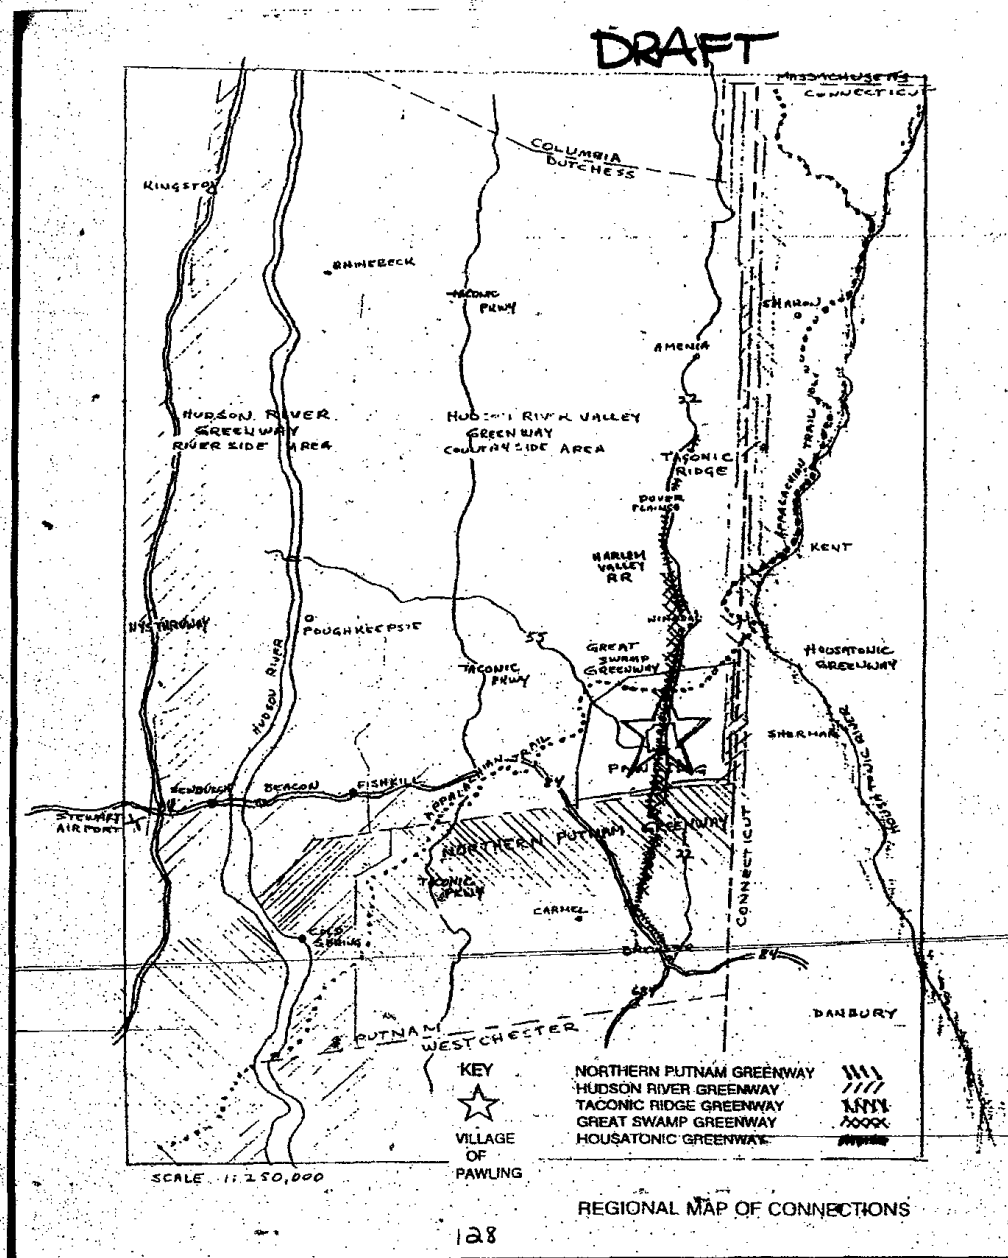 DRAFT
MASSACHUSETTS
CONNECTICUT
COLUMBIA
DUTCHESS
KINGSTON
RHINEBECK
TACONIC
PKWY
SHARON
AMENIA
22
HUDSON RIVER
GREENWAY
RIVER SIDE AREA
HUDSON RIVER VALLEY
GREENWAY
COUNTRYSIDE AREA
TACONIC
RIDGE
APPALACHIAN TRAIL
DOVER
PLAINS
KENT
HARLEM
VALLEY
RR
NYS THRUWAY
POUGHKEEPSIE
55
GREAT
SWAMP
GREENWAY
HOUSATONIC
GREENWAY
TACONIC
PKWY
HUDSON RIVER
SHERMAN
HOUSATONIC RIVER
PAWLING
APPALACHIAN TRAIL
84
NEWBURGH
BEACON
FISHKILL
STEWART
AIRPORT
NORTHERN PUTNAM GREENWAY
22
TACONIC
PKWY
CONNECTICUT
CARMEL
COLD
SPRING
BREWSTER
84
684
DANBURY
PUTNAM
WESTCHESTER
KEY
VILLAGE
OF
PAWLING
NORTHERN PUTNAM GREENWAY
HUDSON RIVER GREENWAY
TACONIC RIDGE GREENWAY
GREAT SWAMP GREENWAY
HOUSATONIC GREENWAY
SCALE 1:250,000
REGIONAL MAP OF CONNECTIONS
128